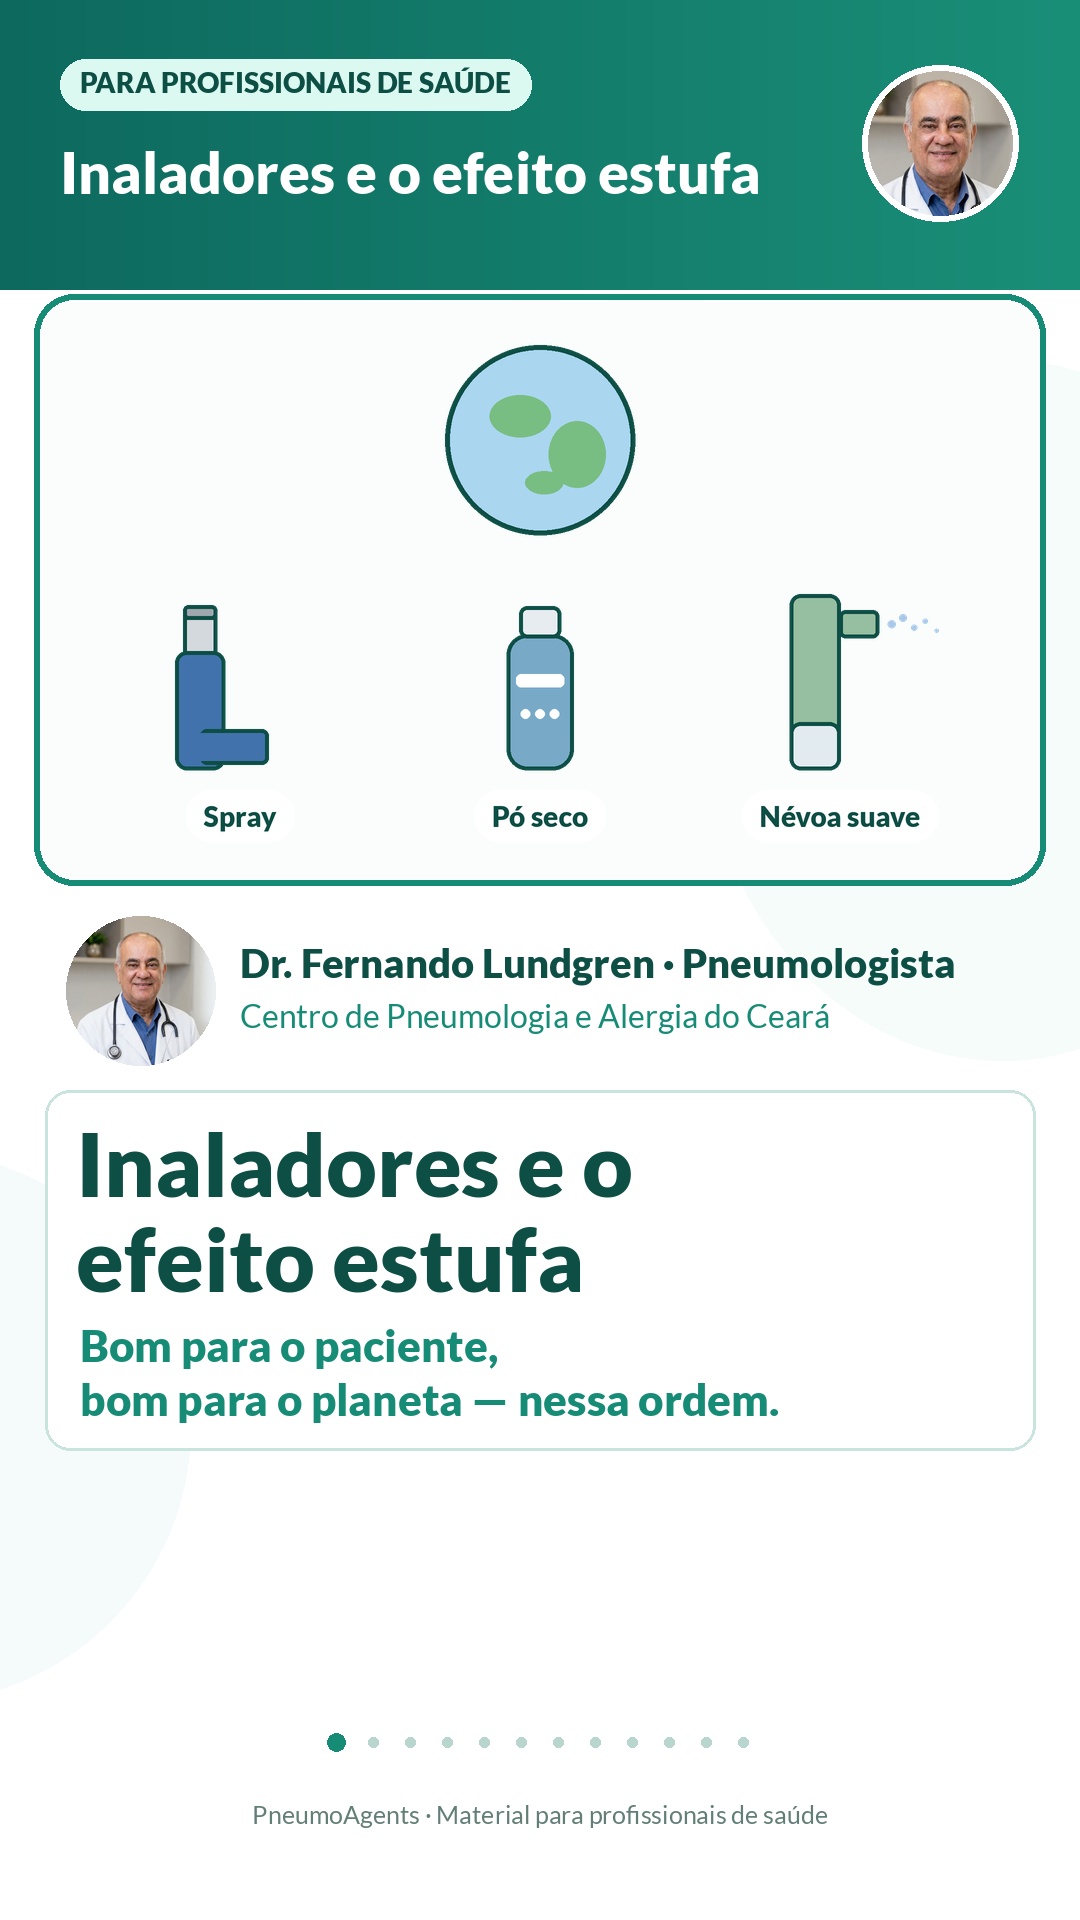 PARA PROFISSIONAIS DE SAÚDE
Inaladores e o efeito estufa
Spray
Pó seco
Névoa suave
Dr. Fernando Lundgren · Pneumologista
Centro de Pneumologia e Alergia do Ceará
Inaladores e o
efeito estufa
Bom para o paciente,
bom para o planeta — nessa ordem.
PneumoAgents · Material para profissionais de saúde